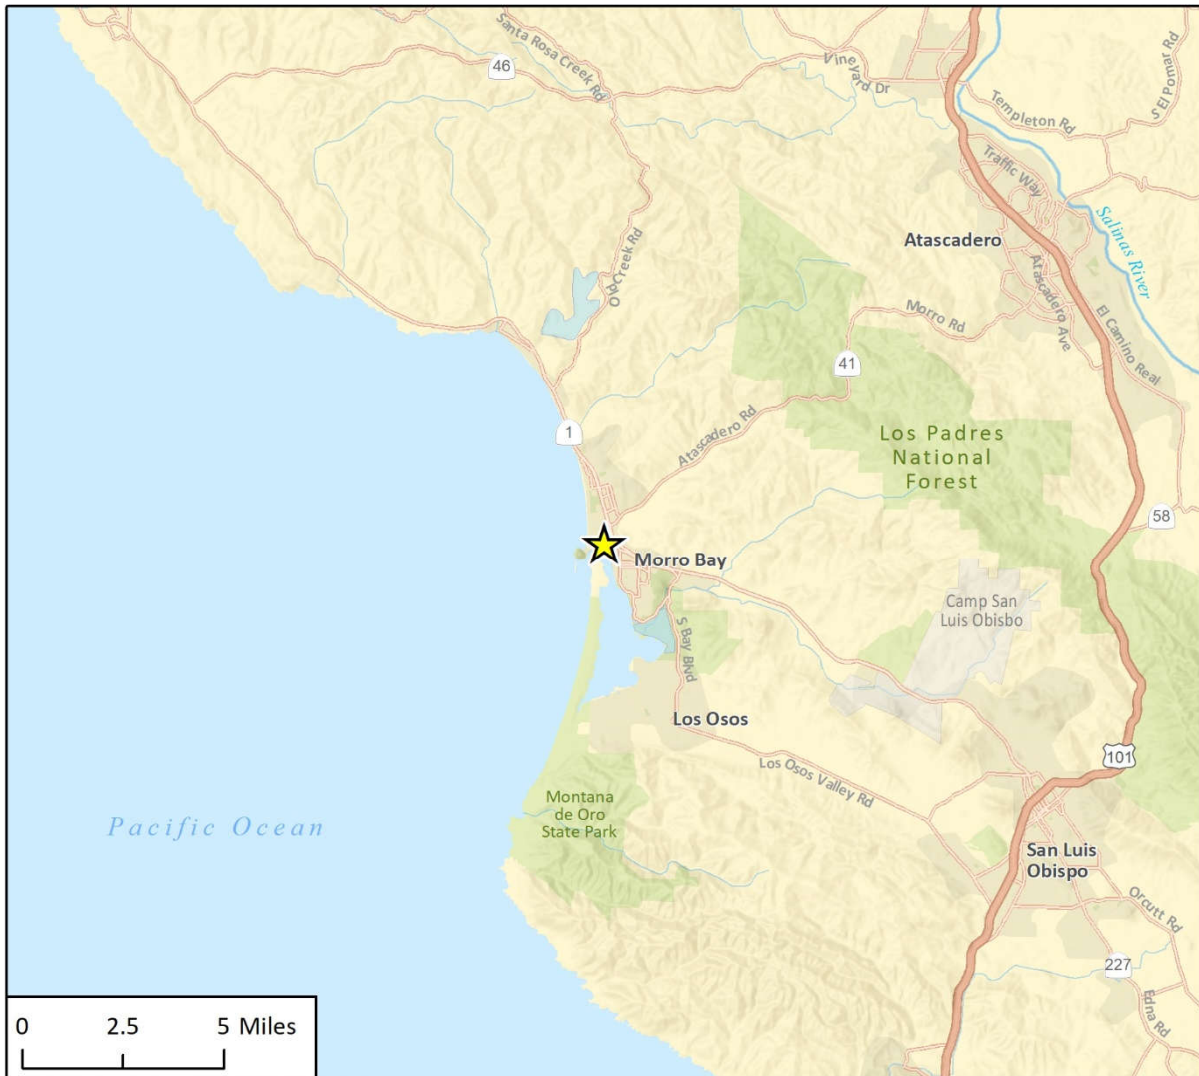 Santa Rosa Creek Rd
46
Vineyard Dr
Templeton Rd
S El Pomar Rd
Traffic Way
Salinas River
Atascadero
Old Creek Rd
Atascadero Ave
Morro Rd
El Camino Real
41
Atascadero Rd
1
Los Padres
National
Forest
58
Morro Bay
Camp San
Luis Obisbo
S Bay Blvd
Los Osos
101
Los Osos Valley Rd
Montana
de Oro
State Park
Pacific Ocean
San Luis
Obispo
Orcutt Rd
227
Edna Rd
0 2.5 5 Miles